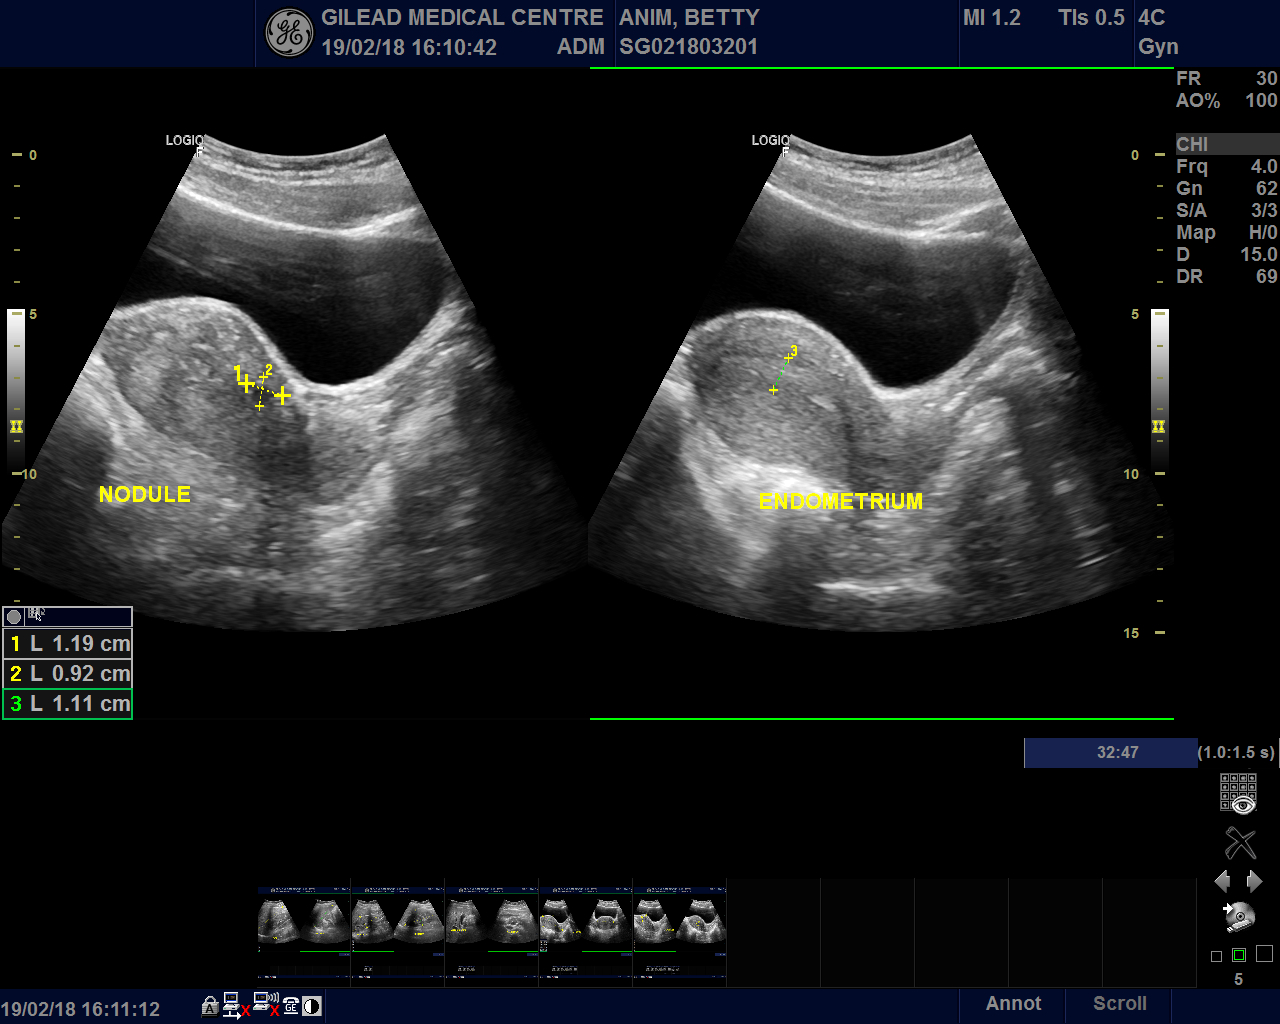 GILEAD MEDICAL CENTRE
19/02/18 16:10:42 ADM
ANIM, BETTY
SG021803201
MI 1.2 TIs 0.5
4C
Gyn
FR 30
AO% 100
CHI
Frq 4.0
Gn 62
S/A 3/3
Map H/0
D 15.0
DR 69
LOGIQ
F
0
5
10
1
2
NODULE
LOGIQ
F
0
5
10
15
3
ENDOMETRIUM
1 L 1.19 cm
2 L 0.92 cm
3 L 1.11 cm
32:47 (1.0:1.5 s)
5
19/02/18 16:11:12
A
GE
Annot Scroll